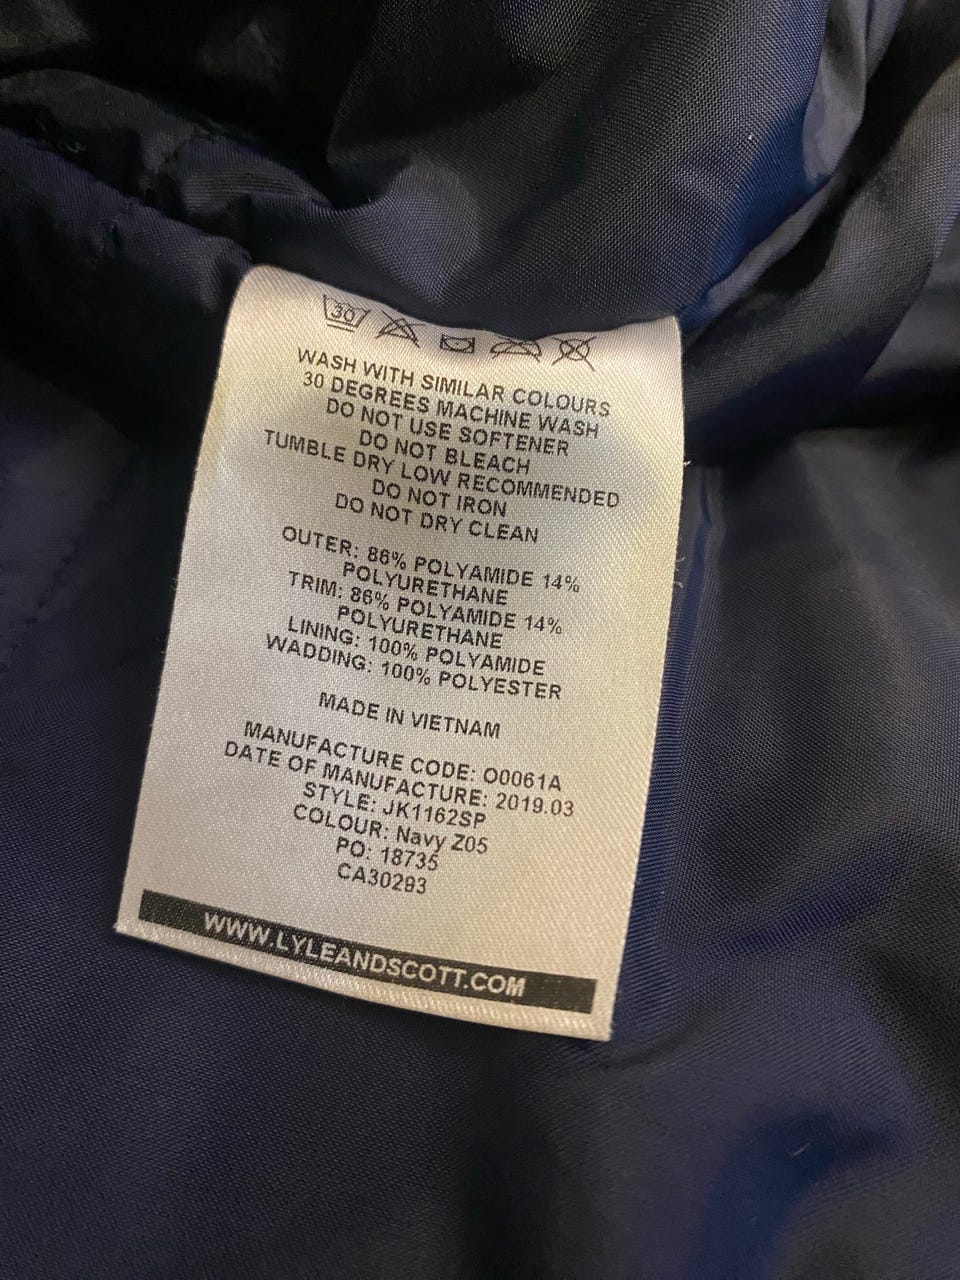 30
WASH WITH SIMILAR COLOURS
30 DEGREES MACHINE WASH
DO NOT USE SOFTENER
DO NOT BLEACH
TUMBLE DRY LOW RECOMMENDED
DO NOT IRON
DO NOT DRY CLEAN
OUTER: 86% POLYAMIDE 14%
POLYURETHANE
TRIM: 86% POLYAMIDE 14%
POLYURETHANE
LINING: 100% POLYAMIDE
WADDING: 100% POLYESTER
MADE IN VIETNAM
MANUFACTURE CODE: O0061A
DATE OF MANUFACTURE: 2019.03
STYLE: JK1162SP
COLOUR: Navy Z05
PO: 18735
CA30293
WWW.LYLEANDSCOTT.COM